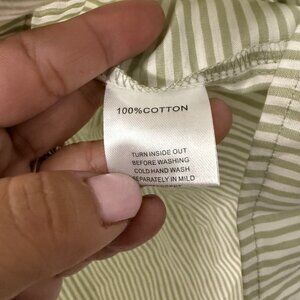 100%COTTON
TURN INSIDE OUT
BEFORE WASHING
COLD HAND WASH
SEPARATELY IN MILD